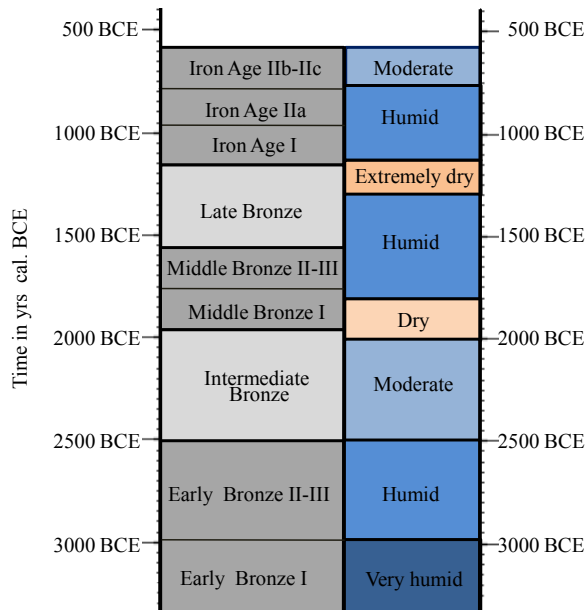 500 BCE
500 BCE
Iron Age IIb-IIc
Moderate
Iron Age IIa
Humid
1000 BCE
1000 BCE
Iron Age I
Extremely dry
Late Bronze
1500 BCE
1500 BCE
Humid
Middle Bronze II-III
Middle Bronze I
Dry
2000 BCE
2000 BCE
Intermediate
Bronze
Moderate
2500 BCE
2500 BCE
Early Bronze II-III
Humid
3000 BCE
3000 BCE
Early Bronze I
Very humid
Time in yrs cal. BCE